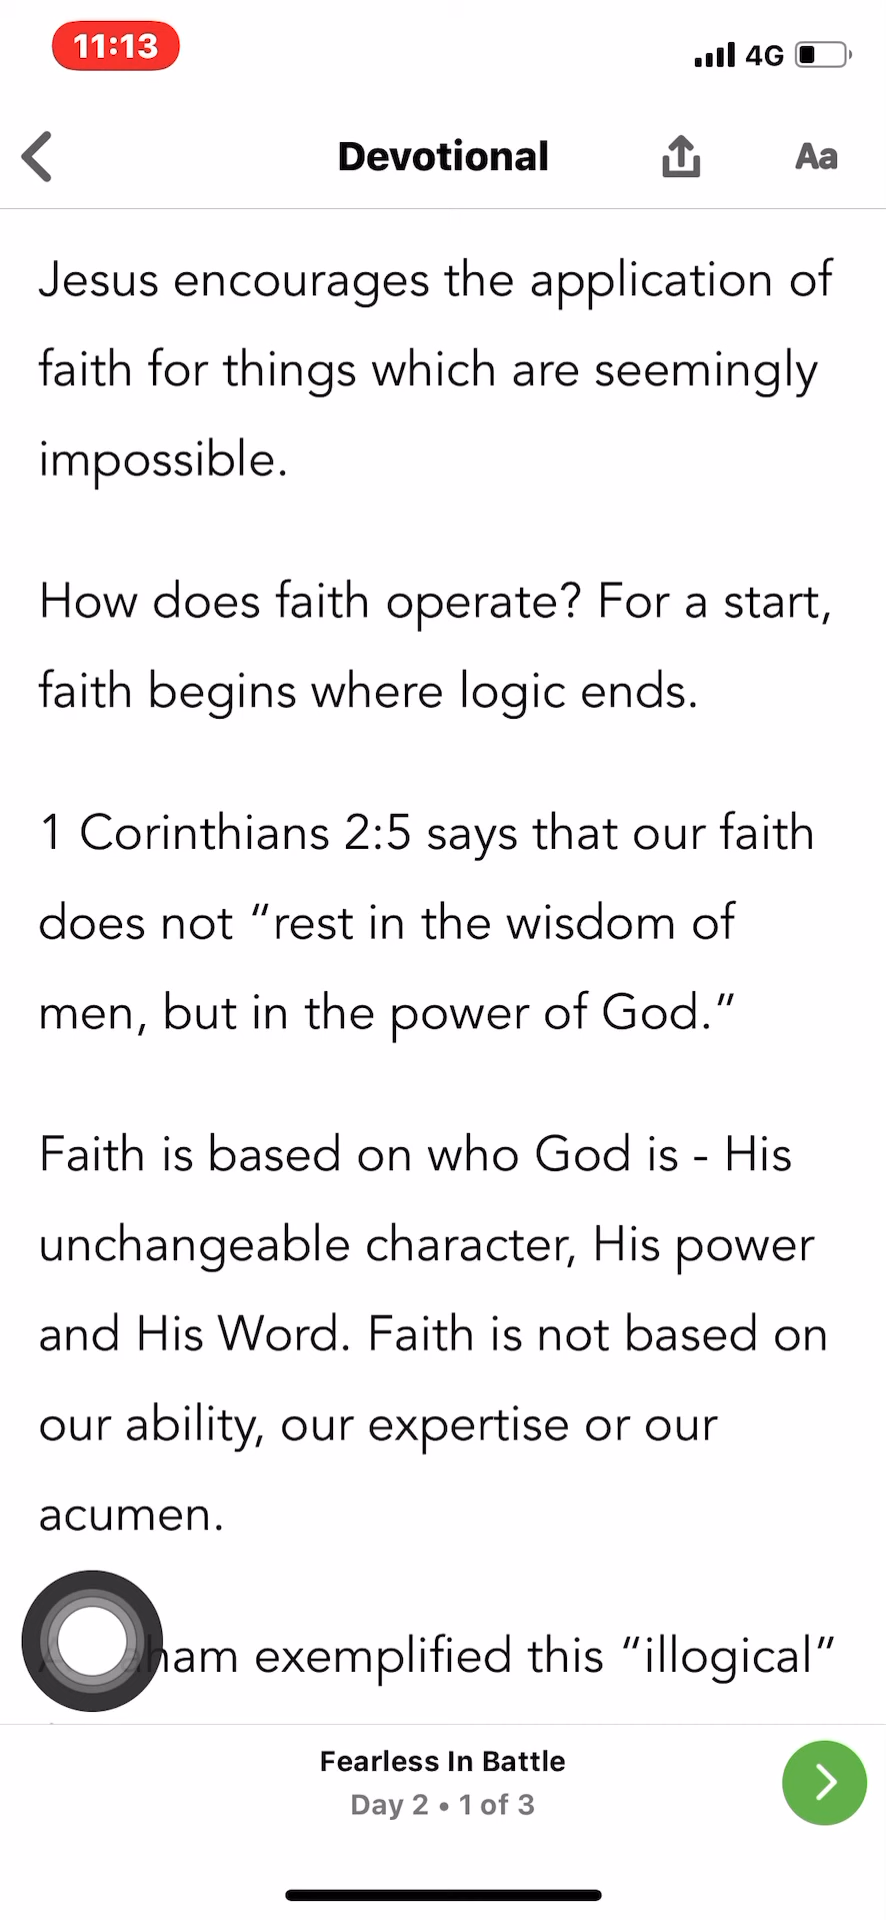 11:13
4G
Devotional
Aa
Jesus encourages the application of
faith for things which are seemingly
impossible.
How does faith operate? For a start,
faith begins where logic ends.
1 Corinthians 2:5 says that our faith
does not “rest in the wisdom of
men, but in the power of God.”
Faith is based on who God is - His
unchangeable character, His power
and His Word. Faith is not based on
our ability, our expertise or our
acumen.
exemplified this “illogical”
Fearless In Battle
Day 2 • 1 of 3